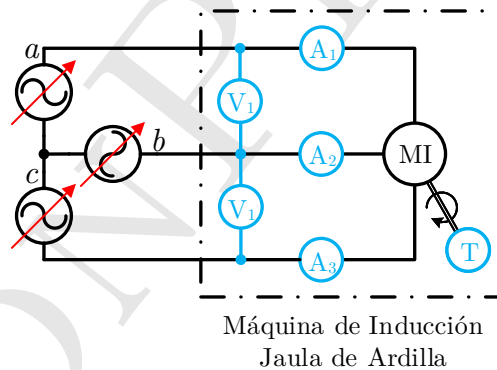 a
A₁
V₁
b
A₂
MI
c
V₁
A₃
T
Máquina de Inducción
Jaula de Ardilla